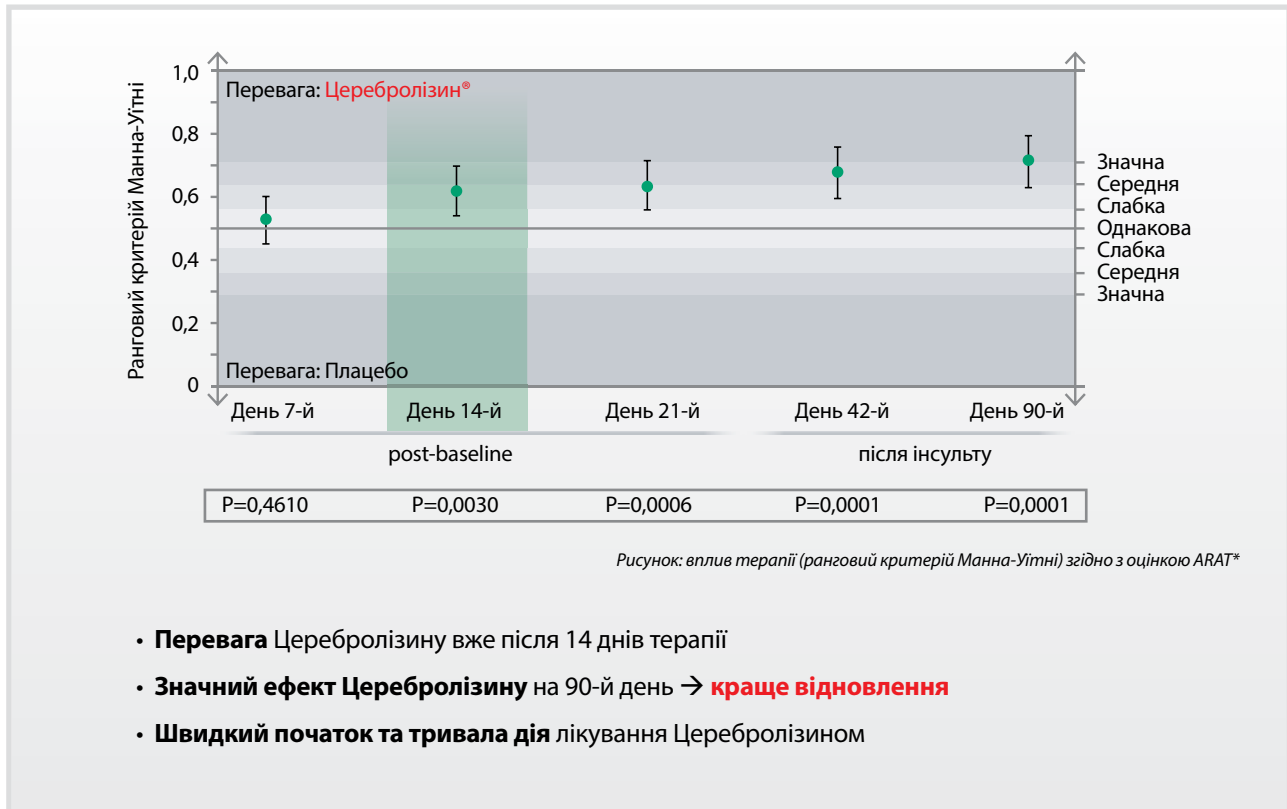 Ранговий критерій Манна-Уїтні
1,0
0,8
0,6
0,4
0,2
0
Перевага: Церебролізин®
Перевага: Плацебо
Значна
Середня
Слабка
Однакова
Слабка
Середня
Значна
День 7-й День 14-й День 21-й День 42-й День 90-й
post-baseline після інсульту
P=0,4610 P=0,0030 P=0,0006 P=0,0001 P=0,0001
Рисунок: вплив терапії (ранговий критерій Манна-Уїтні) згідно з оцінкою ARAT*
• Перевага Церебролізину вже після 14 днів терапії
• Значний ефект Церебролізину на 90-й день → краще відновлення
• Швидкий початок та тривала дія лікування Церебролізином